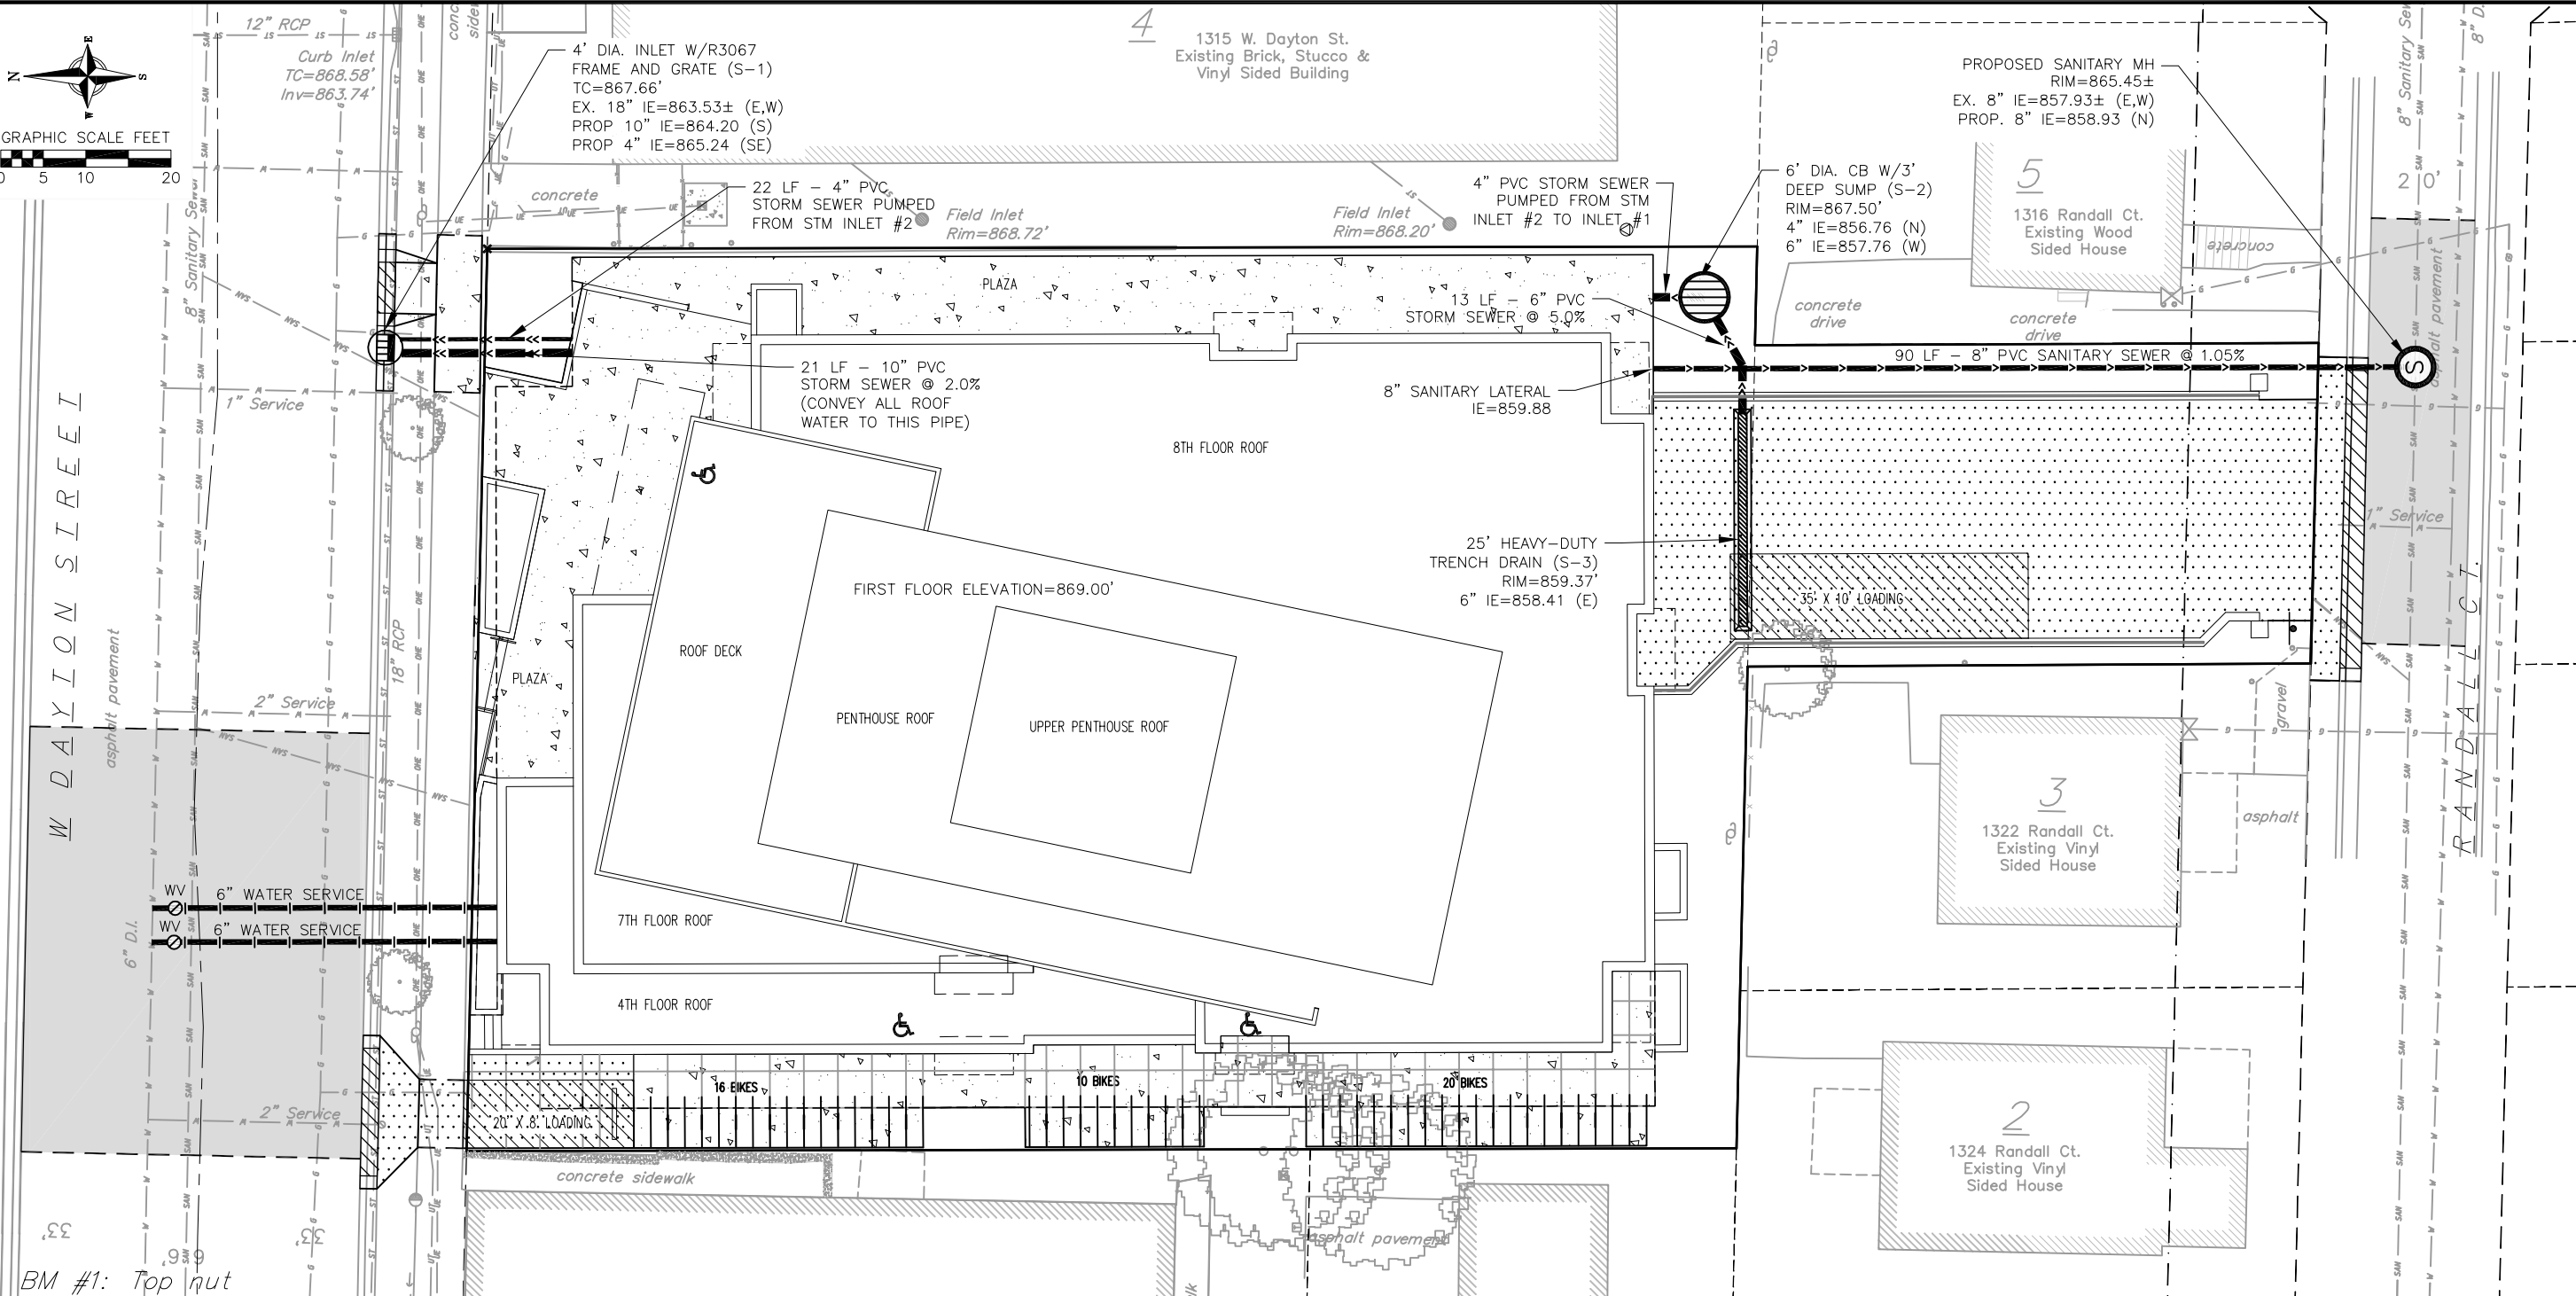 12" RCP
Curb Inlet
TC=868.58'
Inv=863.74'
N
E
S
W
GRAPHIC SCALE FEET
0 5 10 20
4' DIA. INLET W/R3067
FRAME AND GRATE (S-1)
TC=867.66'
EX. 18" IE=863.53± (E,W)
PROP 10" IE=864.20 (S)
PROP 4" IE=865.24 (SE)
4
1315 W. Dayton St.
Existing Brick, Stucco &
Vinyl Sided Building
PROPOSED SANITARY MH
RIM=865.45±
EX. 8" IE=857.93± (E,W)
PROP. 8" IE=858.93 (N)
8" Sanitary Sewer
concrete
22 LF - 4" PVC
STORM SEWER PUMPED
FROM STM INLET #2
Field Inlet
Rim=868.72'
Field Inlet
Rim=868.20'
4" PVC STORM SEWER
PUMPED FROM STM
INLET #2 TO INLET #1
6' DIA. CB W/3'
DEEP SUMP (S-2)
RIM=867.50'
4" IE=856.76 (N)
6" IE=857.76 (W)
5
1316 Randall Ct.
Existing Wood
Sided House
concrete
20'
asphalt pavement
PLAZA
13 LF - 6" PVC
STORM SEWER @ 5.0%
concrete
drive
concrete
drive
90 LF - 8" PVC SANITARY SEWER @ 1.05%
S
21 LF - 10" PVC
STORM SEWER @ 2.0%
(CONVEY ALL ROOF
WATER TO THIS PIPE)
8" SANITARY LATERAL
IE=859.88
1" Service
8TH FLOOR ROOF
W DAYTON STREET
1" Service
25' HEAVY-DUTY
TRENCH DRAIN (S-3)
RIM=859.37'
6" IE=858.41 (E)
35' X 10' LOADING
FIRST FLOOR ELEVATION=869.00'
ROOF DECK
18" RCP
asphalt pavement
PLAZA
2" Service
PENTHOUSE ROOF
UPPER PENTHOUSE ROOF
gravel
RANDALL CT.
3
1322 Randall Ct.
Existing Vinyl
Sided House
asphalt
WV
6" WATER SERVICE
WV
6" WATER SERVICE
6" D.I.
7TH FLOOR ROOF
4TH FLOOR ROOF
16 BIKES
10 BIKES
20 BIKES
2" Service
20' X 8' LOADING
concrete sidewalk
asphalt pavement
2
1324 Randall Ct.
Existing Vinyl
Sided House
33'
33'
66'
BM #1: Top nut